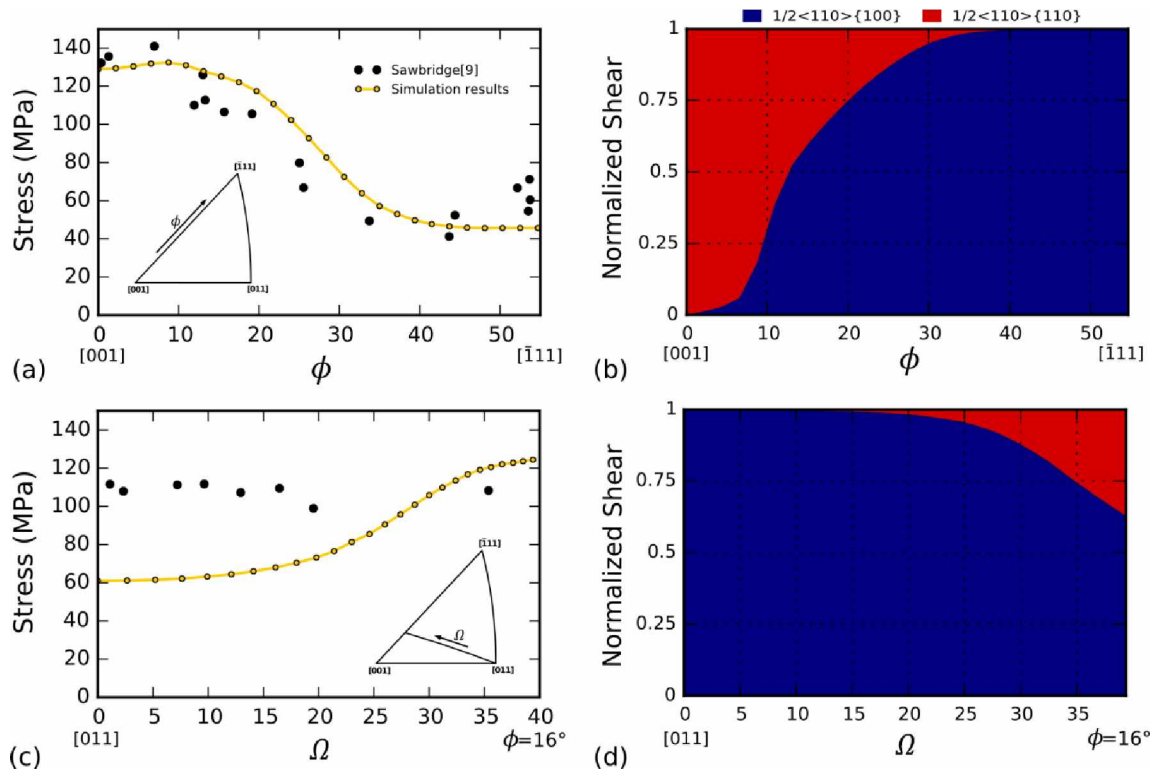 1/2<110>{100} 1/2<110>{110}
140
120
100
80
60
40
20
0
Stress (MPa)
Sawbridge[9]
Simulation results
[1̄11]
ϕ
[001]
[011]
0 10 20 30 40 50
[001] ϕ [1̄11]
(a)
1
0.75
0.5
0.25
0
Normalized Shear
0 10 20 30 40 50
[001] ϕ [1̄11]
(b)
140
120
100
80
60
40
20
0
Stress (MPa)
[1̄11]
Ω
[001]
[011]
0 5 10 15 20 25 30 35 40
[011] Ω ϕ=16°
(c)
1
0.75
0.5
0.25
0
Normalized Shear
0 5 10 15 20 25 30 35
[011] Ω ϕ=16°
(d)